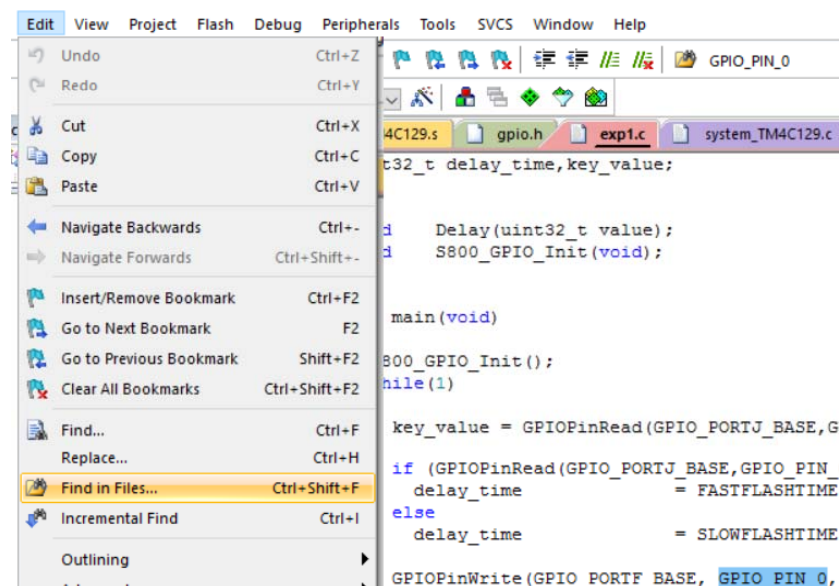 Edit View Project Flash Debug Peripherals Tools SVCS Window Help
Undo Ctrl+Z
Redo Ctrl+Y
Cut Ctrl+X
Copy Ctrl+C
Paste Ctrl+V
Navigate Backwards Ctrl+-
Navigate Forwards Ctrl+Shift+-
Insert/Remove Bookmark Ctrl+F2
Go to Next Bookmark F2
Go to Previous Bookmark Shift+F2
Clear All Bookmarks Ctrl+Shift+F2
Find... Ctrl+F
Replace... Ctrl+H
Find in Files... Ctrl+Shift+F
Incremental Find Ctrl+I
Outlining
GPIO_PIN_0
4C129.s gpio.h exp1.c system_TM4C129.c
t32_t delay_time,key_value;
d Delay(uint32_t value);
d S800_GPIO_Init(void);
main(void)
800_GPIO_Init();
hile(1)
key_value = GPIOPinRead(GPIO_PORTJ_BASE,G
if (GPIOPinRead(GPIO_PORTJ_BASE,GPIO_PIN_
delay_time = FASTFLASHTIME
else
delay_time = SLOWFLASHTIME
GPIOPinWrite(GPIO_PORTF_BASE, GPIO_PIN_0,